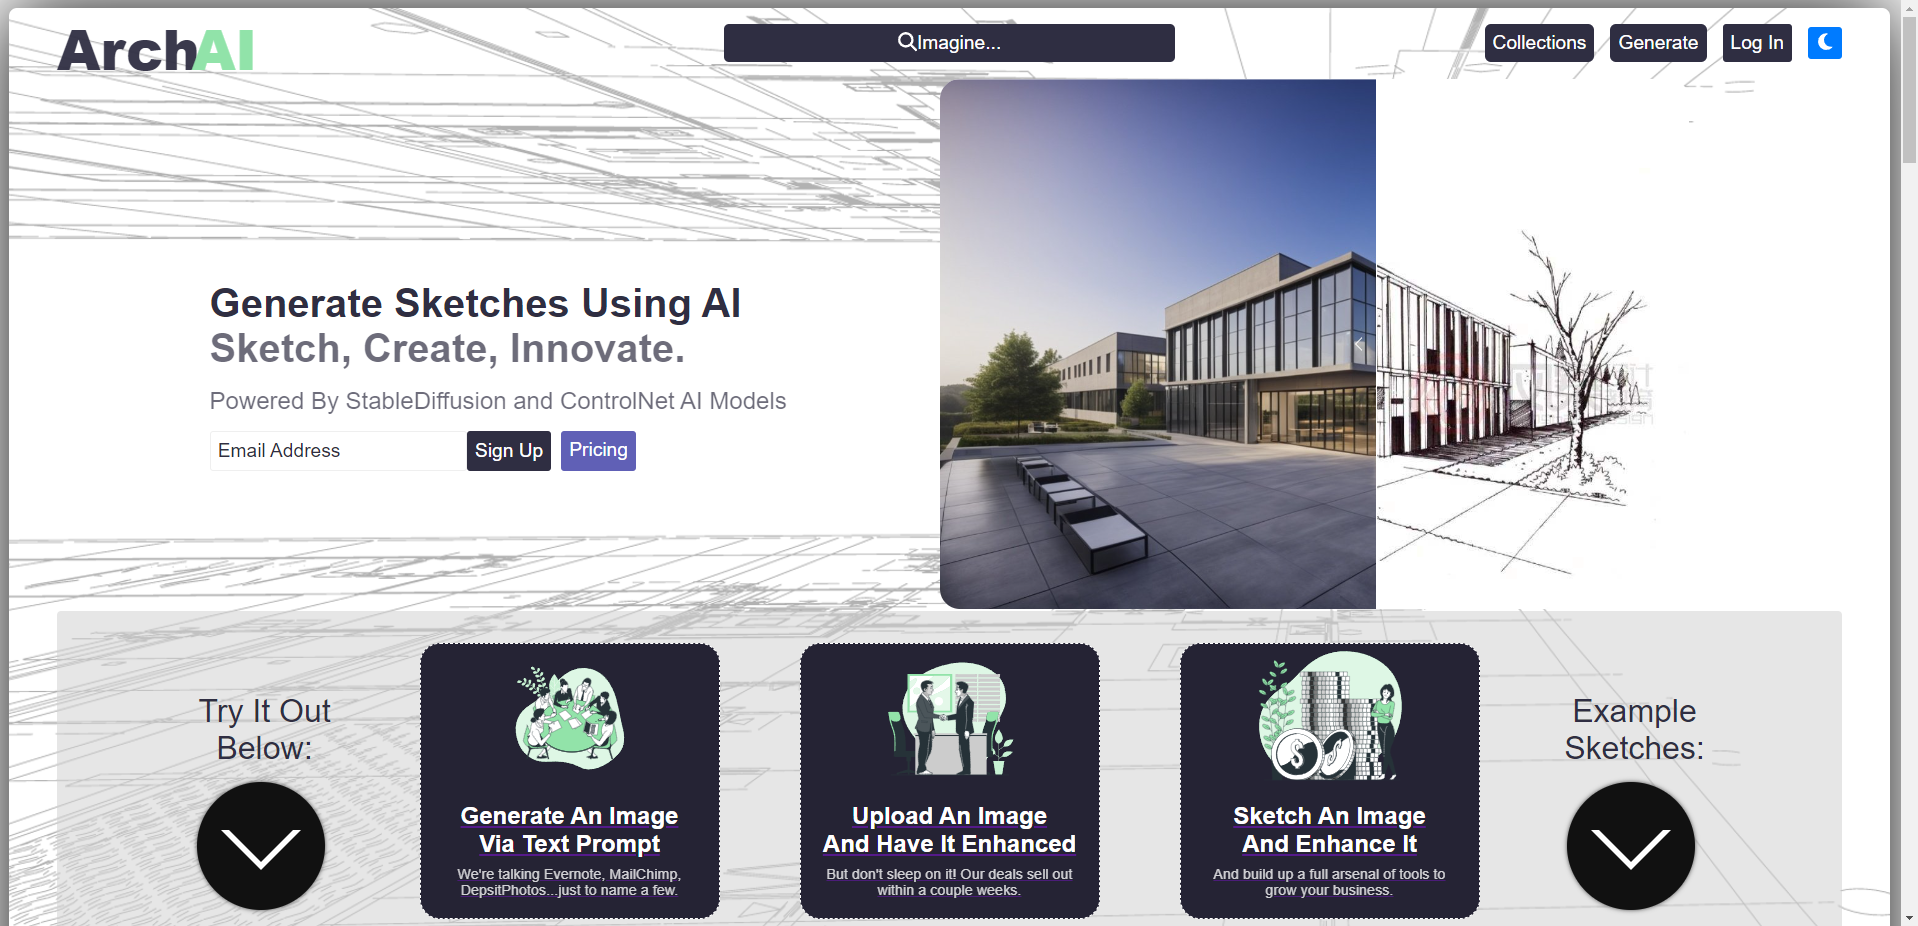 ArchAI
Imagine...
Collections
Generate
Log In
Generate Sketches Using AI
Sketch, Create, Innovate.
Powered By StableDiffusion and ControlNet AI Models
Email Address
Sign Up
Pricing
Try It Out
Below:
Generate An Image
Via Text Prompt
We're talking Evernote, MailChimp,
DepsitPhotos...just to name a few.
Upload An Image
And Have It Enhanced
But don't sleep on it! Our deals sell out
within a couple weeks.
Sketch An Image
And Enhance It
And build up a full arsenal of tools to
grow your business.
Example
Sketches: